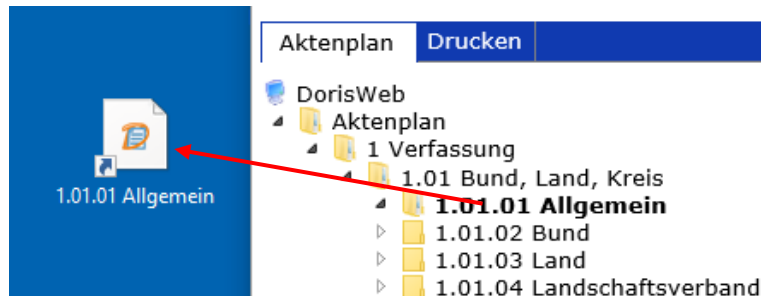 Aktenplan Drucken
DorisWeb
Aktenplan
1 Verfassung
1.01 Bund, Land, Kreis
1.01.01 Allgemein
1.01.02 Bund
1.01.03 Land
1.01.04 Landschaftsverband
1.01.01 Allgemein